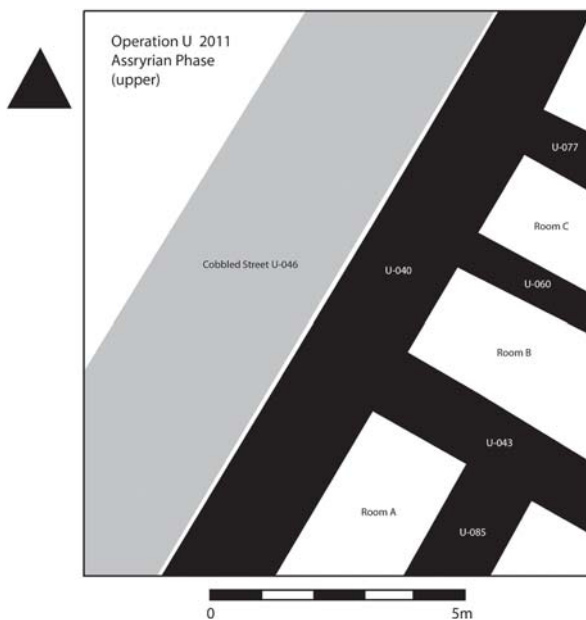 Operation U 2011
Assryrian Phase
(upper)
U-077
Room C
Cobbled Street U-046
U-040
U-060
Room B
U-043
Room A
U-085
0 5m